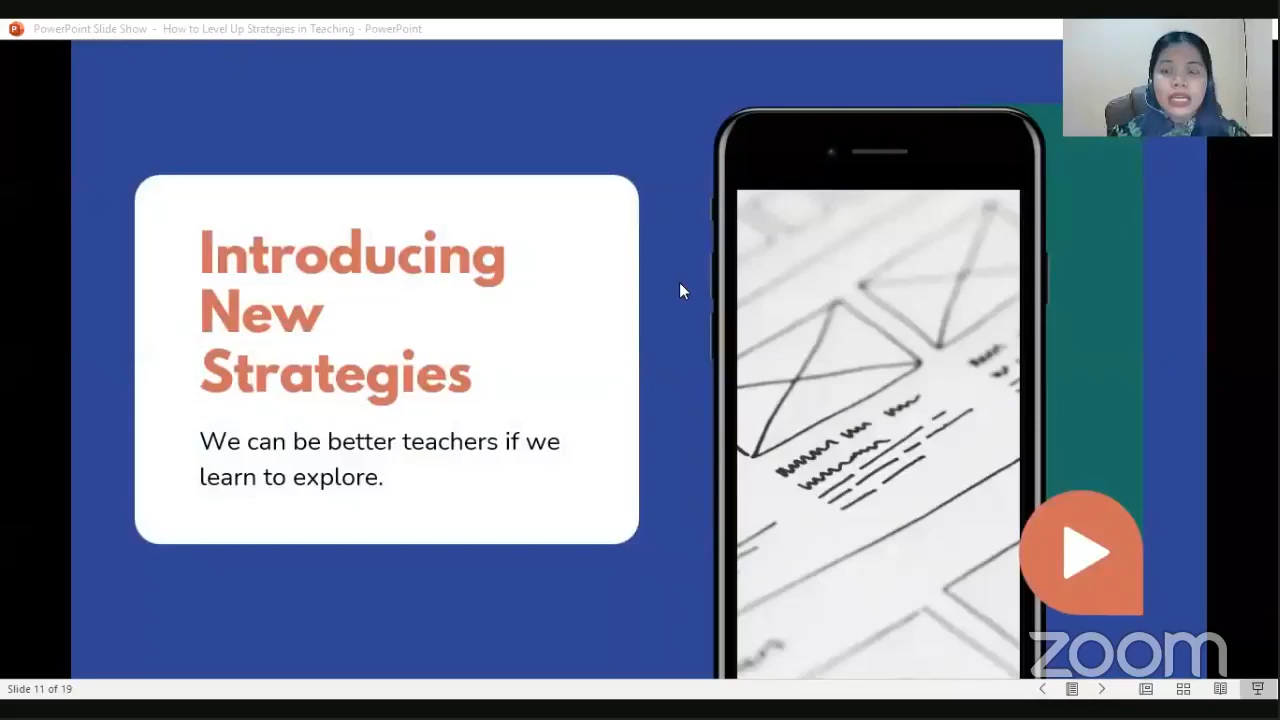 PowerPoint Slide Show - How to Level Up Strategies in Teaching - PowerPoint
Introducing
New
Strategies
We can be better teachers if we
learn to explore.
zoom
Slide 11 of 19